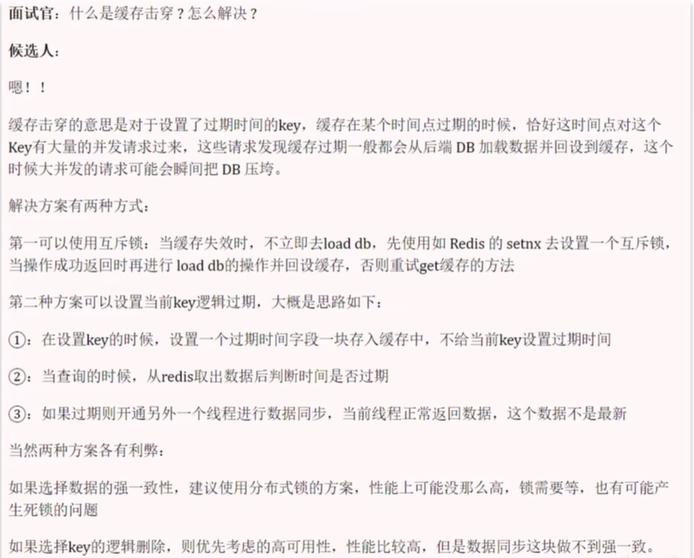 面试官：什么是缓存击穿 ? 怎么解决 ?
候选人：
嗯！！
缓存击穿的意思是对于设置了过期时间的key，缓存在某个时间点过期的时候，恰好这时间点对这个
Key有大量的并发请求过来，这些请求发现缓存过期一般都会从后端 DB 加载数据并回设到缓存，这个
时候大并发的请求可能会瞬间把 DB 压垮。
解决方案有两种方式：
第一可以使用互斥锁：当缓存失效时，不立即去load db，先使用如 Redis 的 setnx 去设置一个互斥锁，
当操作成功返回时再进行 load db的操作并回设缓存，否则重试get缓存的方法
第二种方案可以设置当前key逻辑过期，大概是思路如下：
①：在设置key的时候，设置一个过期时间字段一块存入缓存中，不给当前key设置过期时间
②：当查询的时候，从redis取出数据后判断时间是否过期
③：如果过期则开通另外一个线程进行数据同步，当前线程正常返回数据，这个数据不是最新
当然两种方案各有利弊：
如果选择数据的强一致性，建议使用分布式锁的方案，性能上可能没那么高，锁需要等，也有可能产
生死锁的问题
如果选择key的逻辑删除，则优先考虑的高可用性，性能比较高，但是数据同步这块做不到强一致。